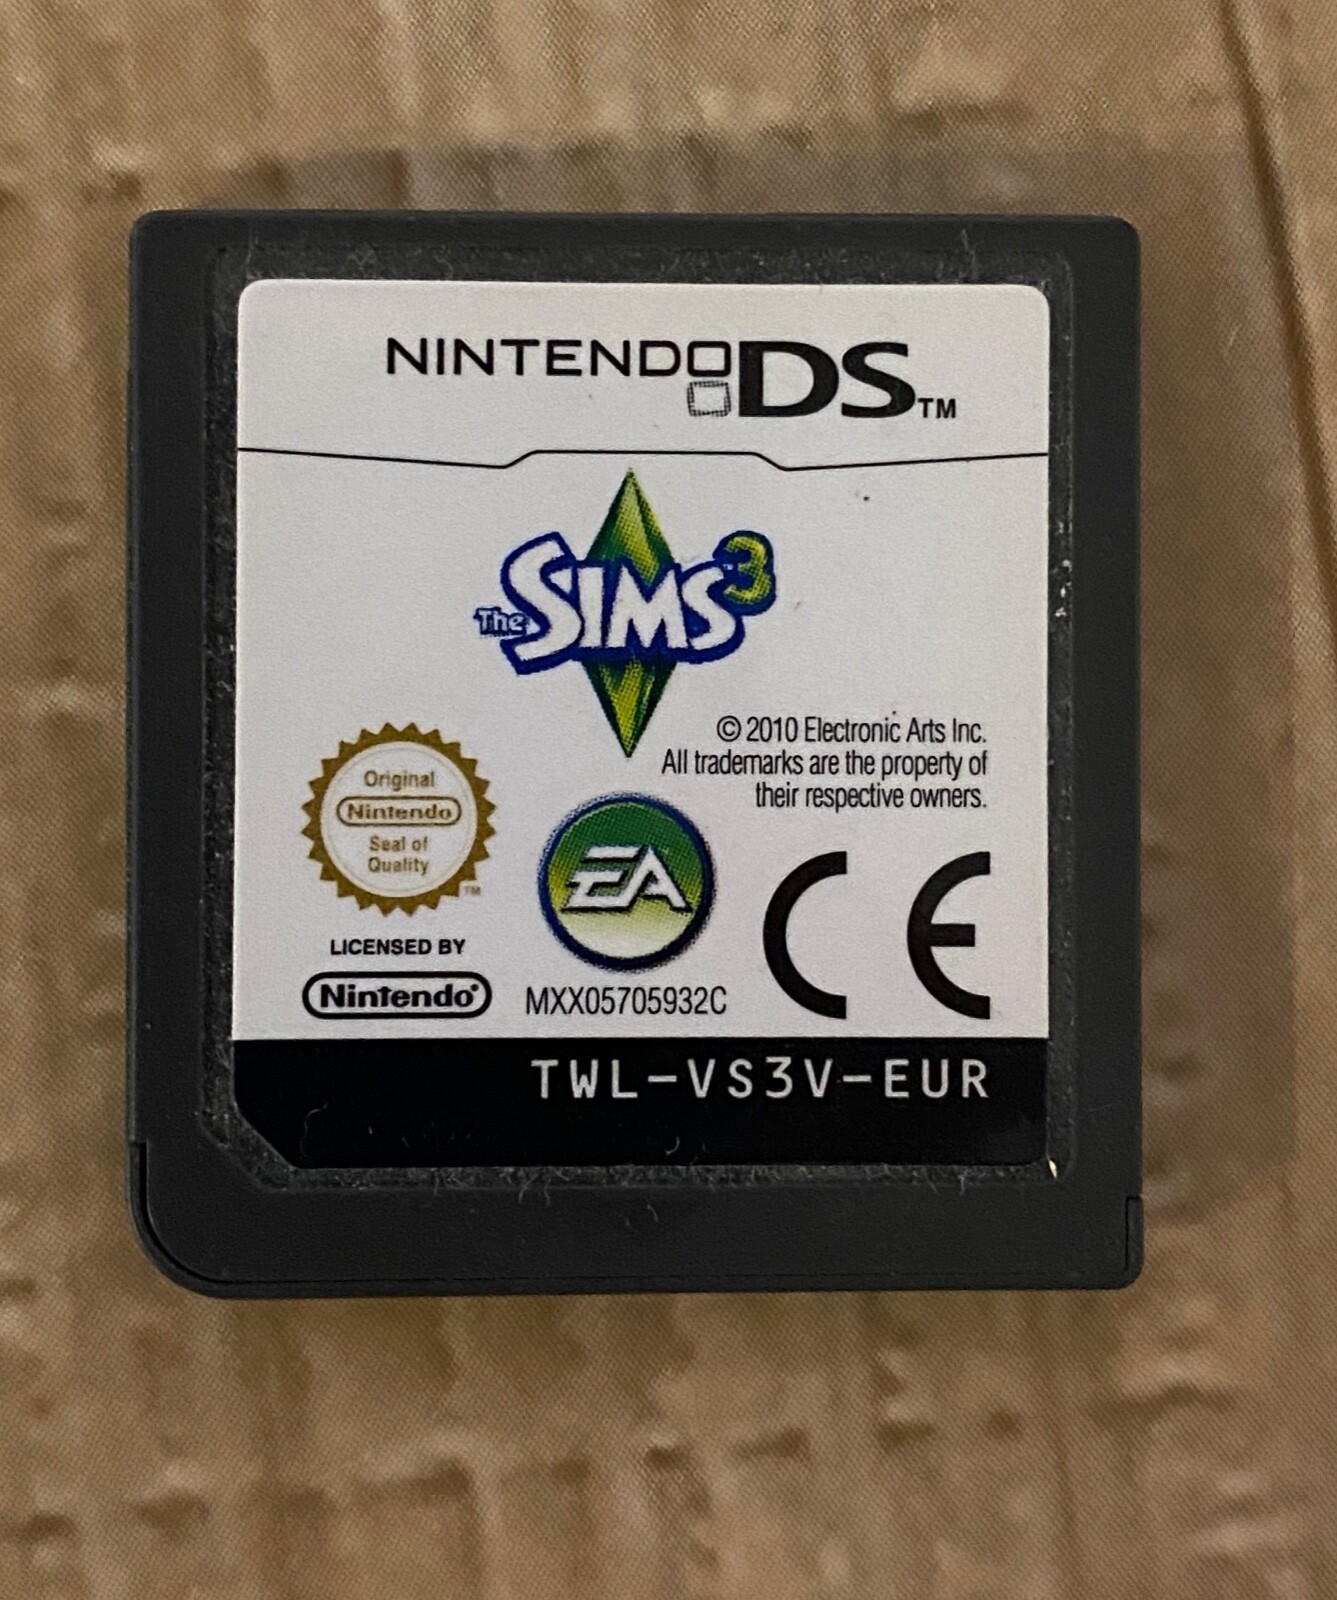 NINTENDO DS™
The SIMS 3
© 2010 Electronic Arts Inc.
All trademarks are the property of
their respective owners.
Original
Nintendo
Seal of
Quality
TM
EA
CE
LICENSED BY
Nintendo®
MXX05705932C
TWL-VS3V-EUR